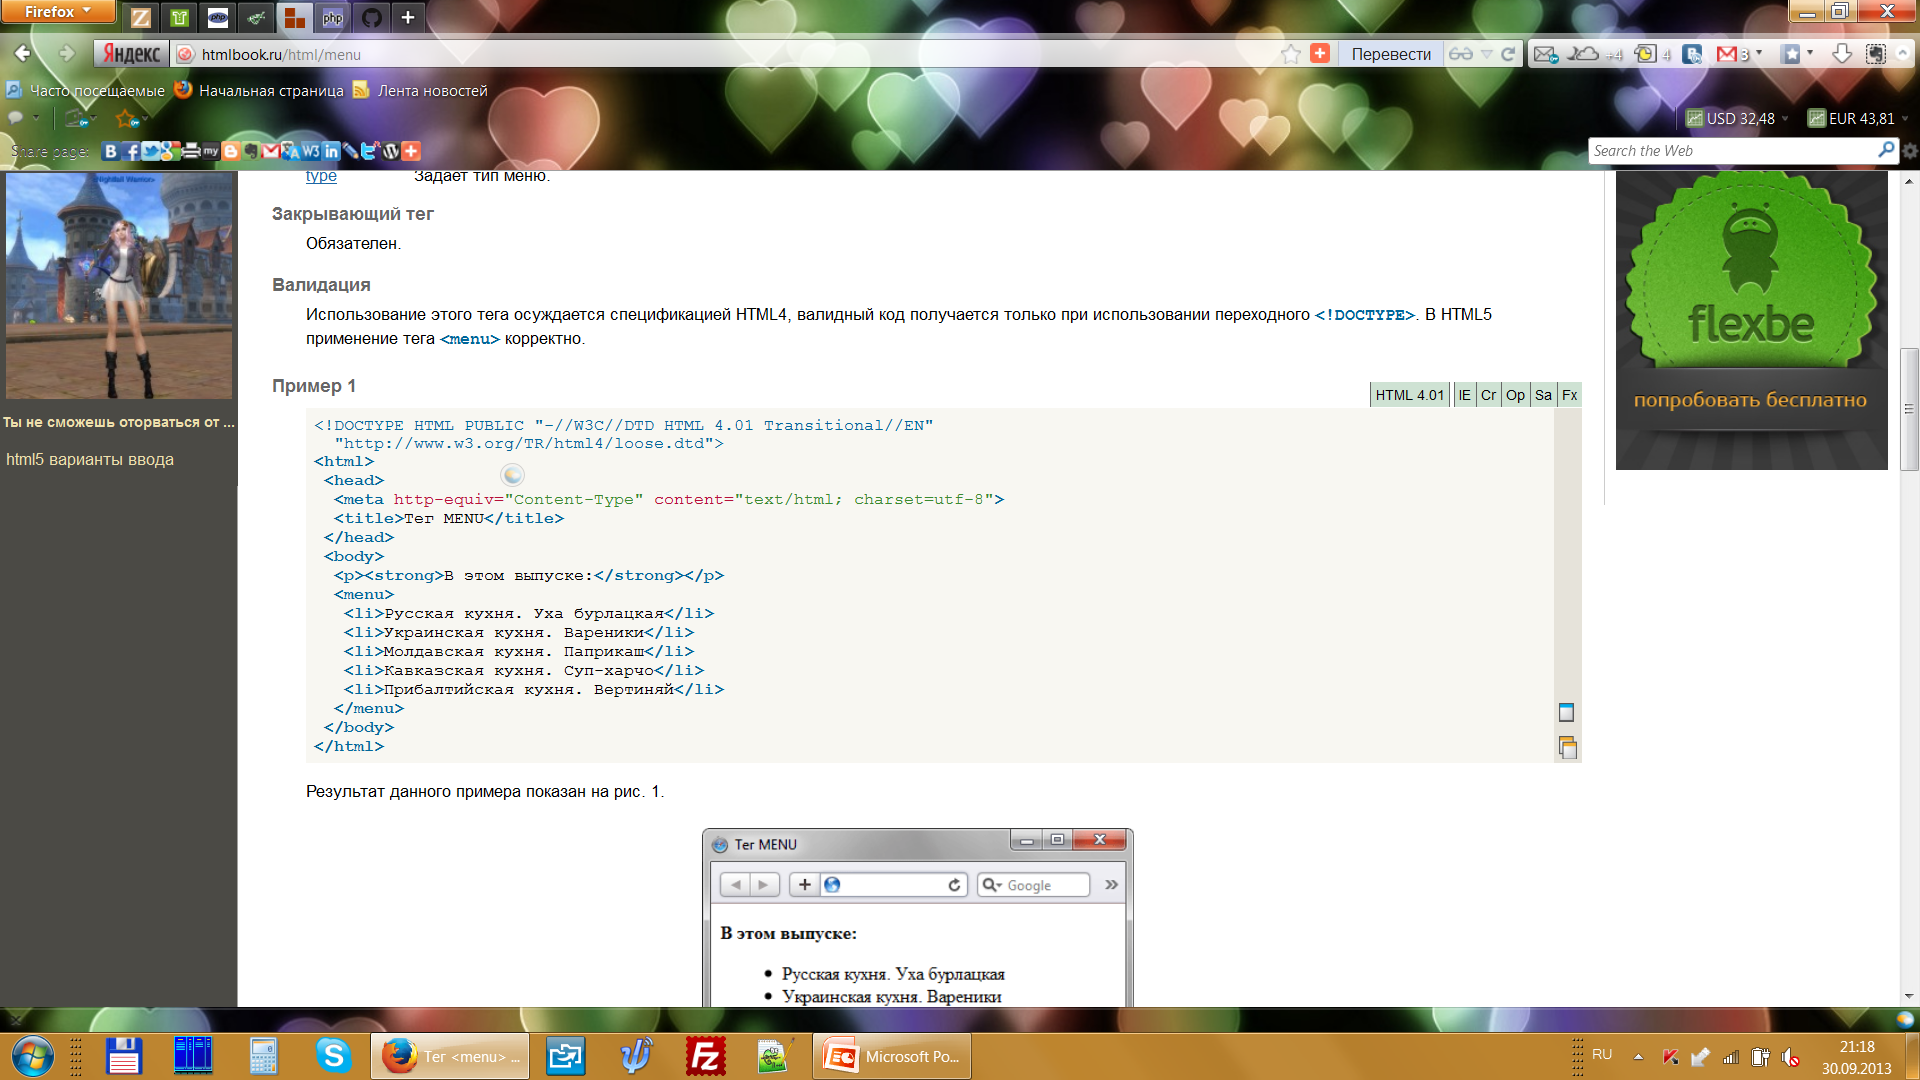 Firefox
Яндекс
htmlbook.ru/html/menu
Перевести
4
4
3
Часто посещаемые
Начальная страница
Лента новостей
USD 32,48
EUR 43,81
Share page:
Search the Web
<Nightfall Warrior>
type Задает тип меню.
Закрывающий тег
Обязателен.
Валидация
Использование этого тега осуждается спецификацией HTML4, валидный код получается только при использовании переходного <!DOCTYPE>. В HTML5
применение тега <menu> корректно.
Пример 1
HTML 4.01 IE Cr Op Sa Fx
<!DOCTYPE HTML PUBLIC "-//W3C//DTD HTML 4.01 Transitional//EN"
"http://www.w3.org/TR/html4/loose.dtd">
<html>
<head>
<meta http-equiv="Content-Type" content="text/html; charset=utf-8">
<title>Тег MENU</title>
</head>
<body>
<p><strong>В этом выпуске:</strong></p>
<menu>
<li>Русская кухня. Уха бурлацкая</li>
<li>Украинская кухня. Вареники</li>
<li>Молдавская кухня. Паприкаш</li>
<li>Кавказская кухня. Суп-харчо</li>
<li>Прибалтийская кухня. Вертиняй</li>
</menu>
</body>
</html>
Результат данного примера показан на рис. 1.
Тег MENU
Google
В этом выпуске:
Русская кухня. Уха бурлацкая
Украинская кухня. Вареники
Ты не сможешь оторваться от ...
html5 варианты ввода
flexbe
попробовать бесплатно
Тег <menu> ...
Microsoft Po...
RU
21:18
30.09.2013